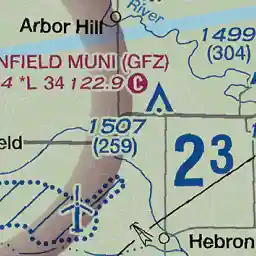 River
Arbor Hill
1499
(304)
NFIELD MUNI (GFZ)
4 *L 34 122.9 C
1507
(259)
eld
23
Hebron